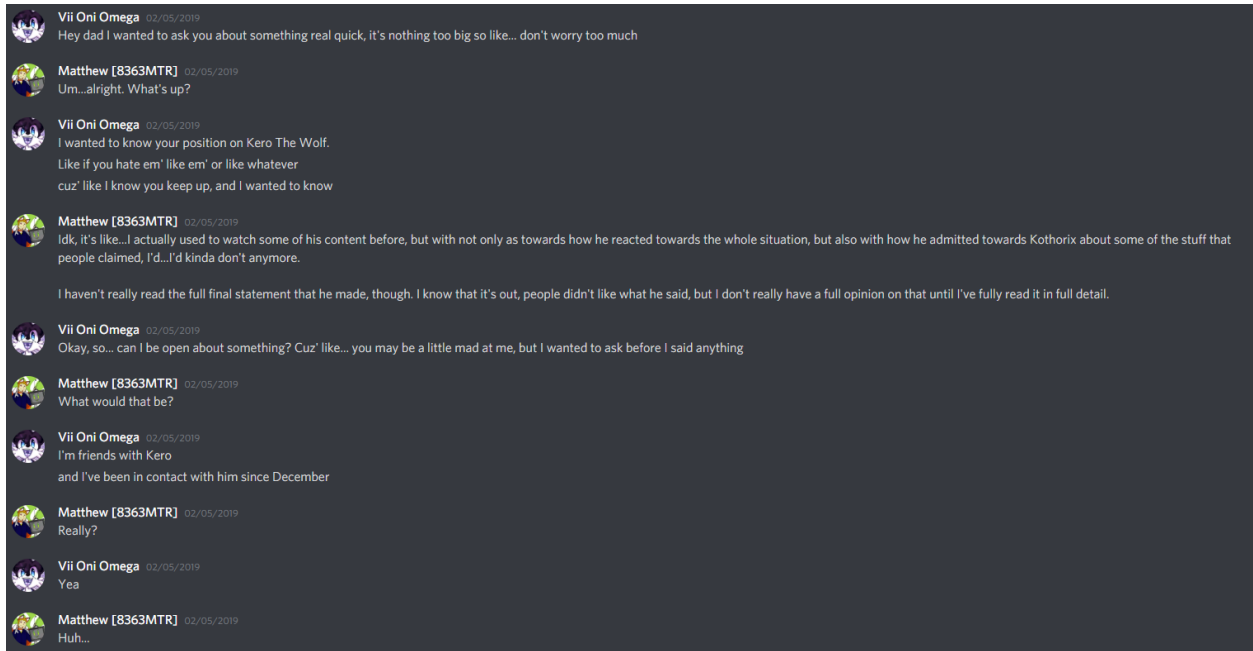 Vii Oni Omega 02/05/2019
Hey dad I wanted to ask you about something real quick, it's nothing too big so like... don't worry too much
Matthew [8363MTR] 02/05/2019
Um...alright. What's up?
Vii Oni Omega 02/05/2019
I wanted to know your position on Kero The Wolf.
Like if you hate em' like em' or like whatever
cuz' like I know you keep up, and I wanted to know
Matthew [8363MTR] 02/05/2019
Idk, it's like...I actually used to watch some of his content before, but with not only as towards how he reacted towards the whole situation, but also with how he admitted towards Kothorix about some of the stuff that
people claimed, I'd...I'd kinda don't anymore.
I haven't really read the full final statement that he made, though. I know that it's out, people didn't like what he said, but I don't really have a full opinion on that until I've fully read it in full detail.
Vii Oni Omega 02/05/2019
Okay, so... can I be open about something? Cuz' like... you may be a little mad at me, but I wanted to ask before I said anything
Matthew [8363MTR] 02/05/2019
What would that be?
Vii Oni Omega 02/05/2019
I'm friends with Kero
and I've been in contact with him since December
Matthew [8363MTR] 02/05/2019
Really?
Vii Oni Omega 02/05/2019
Yea
Matthew [8363MTR] 02/05/2019
Huh...